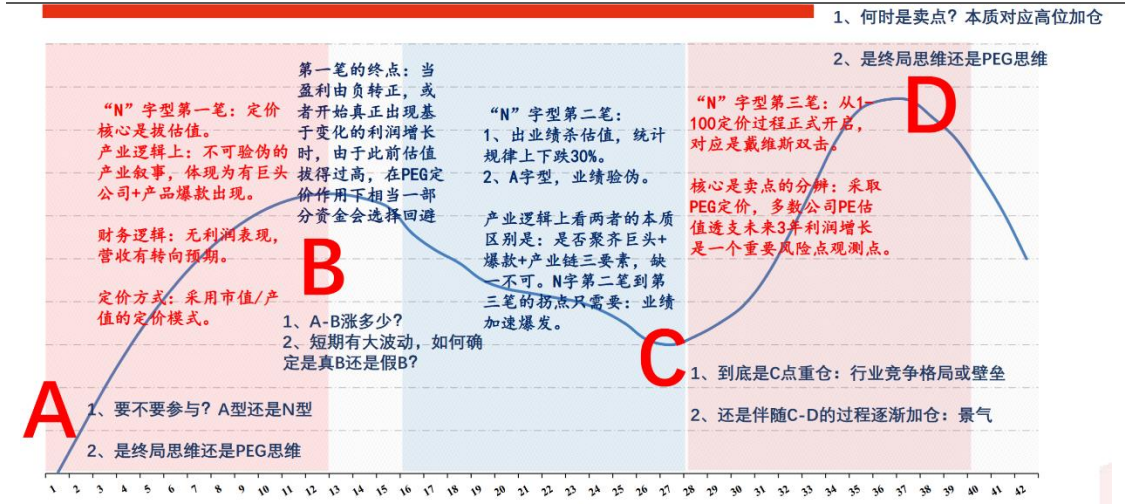 1、何时是卖点？本质对应高位加仓
2、是终局思维还是PEG思维
D
“N”字型第一笔：定价
核心是拔估值。
产业逻辑上：不可验伪的
产业叙事，体现为有巨头
公司+产品爆款出现。
财务逻辑：无利润表现，
营收有转向预期。
定价方式：采用市值/产
值的定价模式。
第一笔的终点：当
盈利由负转正，或
者开始真正出现基
于变化的利润增长
时，由于此前估值
拔得过高，在PEG定
价作用下相当一部
分资金会选择回避
“N”字型第二笔：
1、出业绩杀估值，统计
规律上下跌30%。
2、A字型，业绩验伪。
产业逻辑上看两者的本质
区别是：是否聚齐巨头+
爆款+产业链三要素，缺
一不可。N字第二笔到第
三笔的拐点只需要：业绩
加速爆发。
“N”字型第三笔：从1-
100定价过程正式开启，
对应是戴维斯双击。
核心是卖点的分辨：采取
PEG定价，多数公司PE估
值透支未来3年利润增长
是一个重要风险点观测点。
B
1、A-B涨多少？
2、短期有大波动，如何确
定是真B还是假B？
C
1、到底是C点重仓：行业竞争格局或壁垒
2、还是伴随C-D的过程逐渐加仓：景气
A
1、要不要参与？A型还是N型
2、是终局思维还是PEG思维
1 2 3 4 5 6 7 8 9 10 11 12 13 14 15 16 17 18 19 20 21 22 23 24 25 26 27 28 29 30 31 32 33 34 35 36 37 38 39 40 41 42